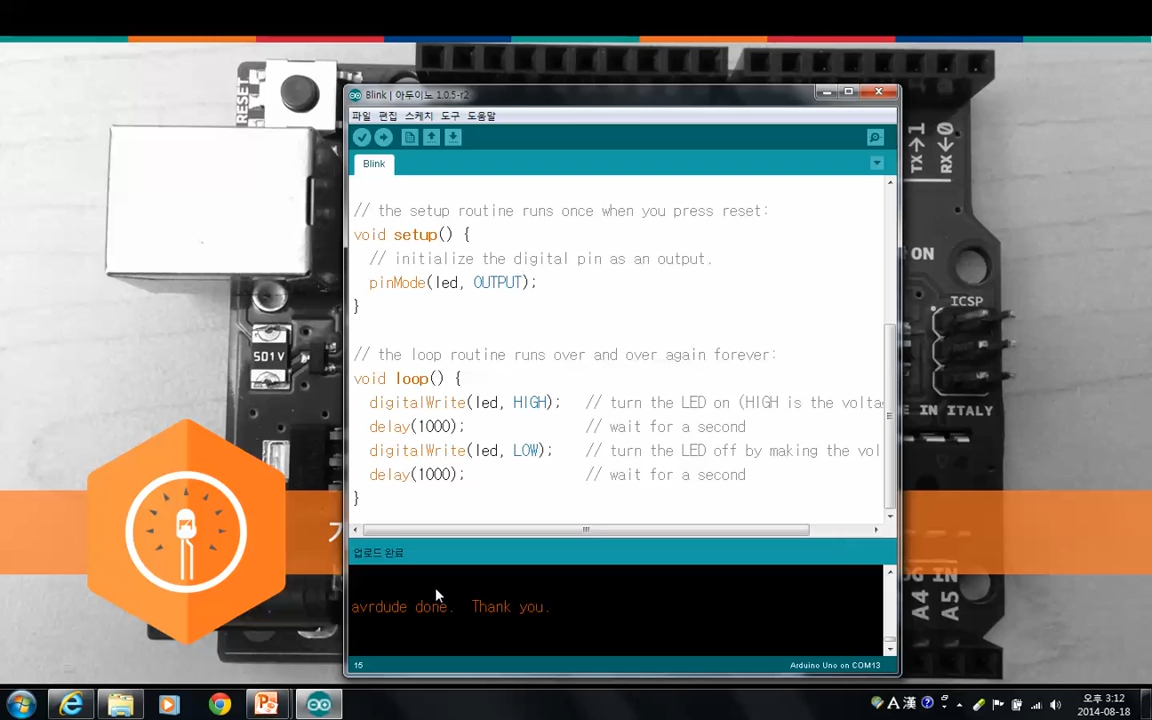 RESET
Blink | 아두이노 1.0.5-r2
파일 편집 스케치 도구 도움말
Blink
// the setup routine runs once when you press reset:
void setup() {
// initialize the digital pin as an output.
pinMode(led, OUTPUT);
}
// the loop routine runs over and over again forever:
void loop() {
digitalWrite(led, HIGH); // turn the LED on (HIGH is the volta
delay(1000); // wait for a second
digitalWrite(led, LOW); // turn the LED off by making the vol
delay(1000); // wait for a second
}
업로드 완료
avrdude done. Thank you.
15
Arduino Uno on COM13
TX→1
RX←0
ON
ICSP
E IN ITALY
501V
A4
A5
A 漢
오후 3:12
2014-08-18